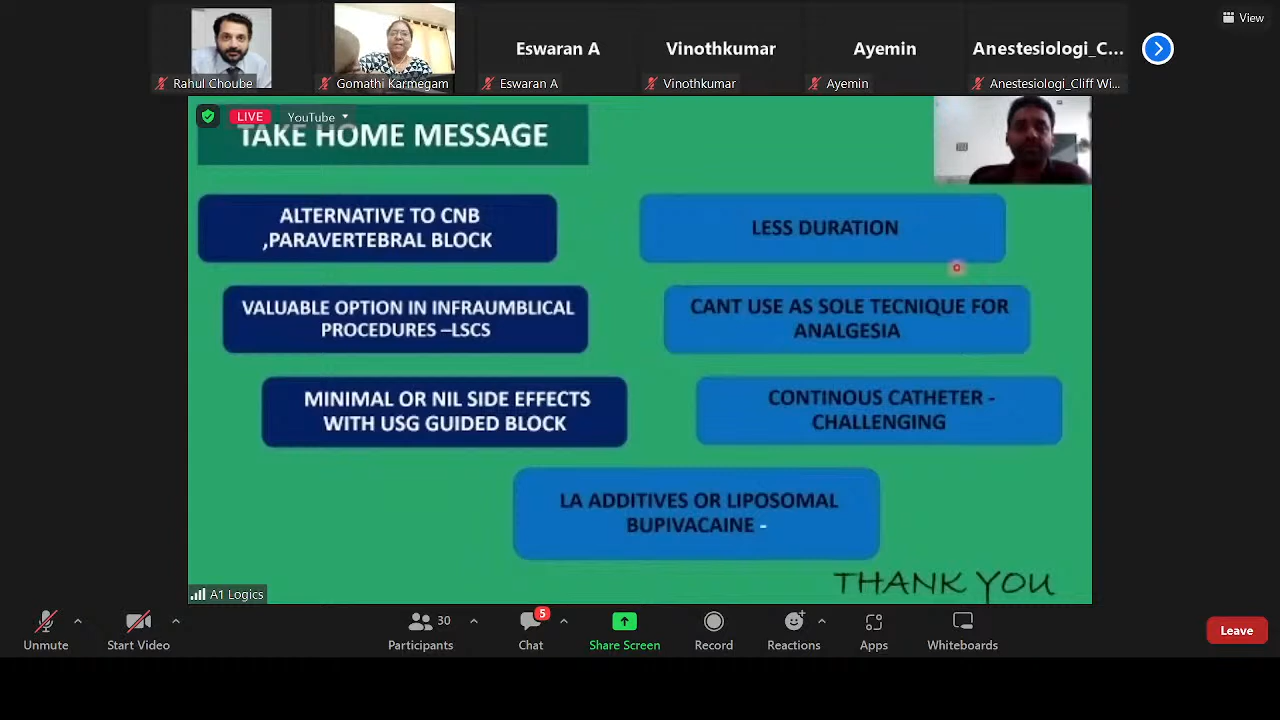 View
Eswaran A
Vinothkumar
Ayemin
Anestesiologi_C...
Rahul Choube
Gomathi Karmegam
Eswaran A
Vinothkumar
Ayemin
Anestesiologi_Cliff Wi...
LIVE
YouTube
TAKE HOME MESSAGE
ALTERNATIVE TO CNB
,PARAVERTEBRAL BLOCK
LESS DURATION
VALUABLE OPTION IN INFRAUMBLICAL
PROCEDURES –LSCS
CANT USE AS SOLE TECNIQUE FOR
ANALGESIA
MINIMAL OR NIL SIDE EFFECTS
WITH USG GUIDED BLOCK
CONTINOUS CATHETER -
CHALLENGING
LA ADDITIVES OR LIPOSOMAL
BUPIVACAINE -
THANK YOU
A1 Logics
Unmute
Start Video
30
Participants
5
Chat
Share Screen
Record
Reactions
Apps
Whiteboards
Leave